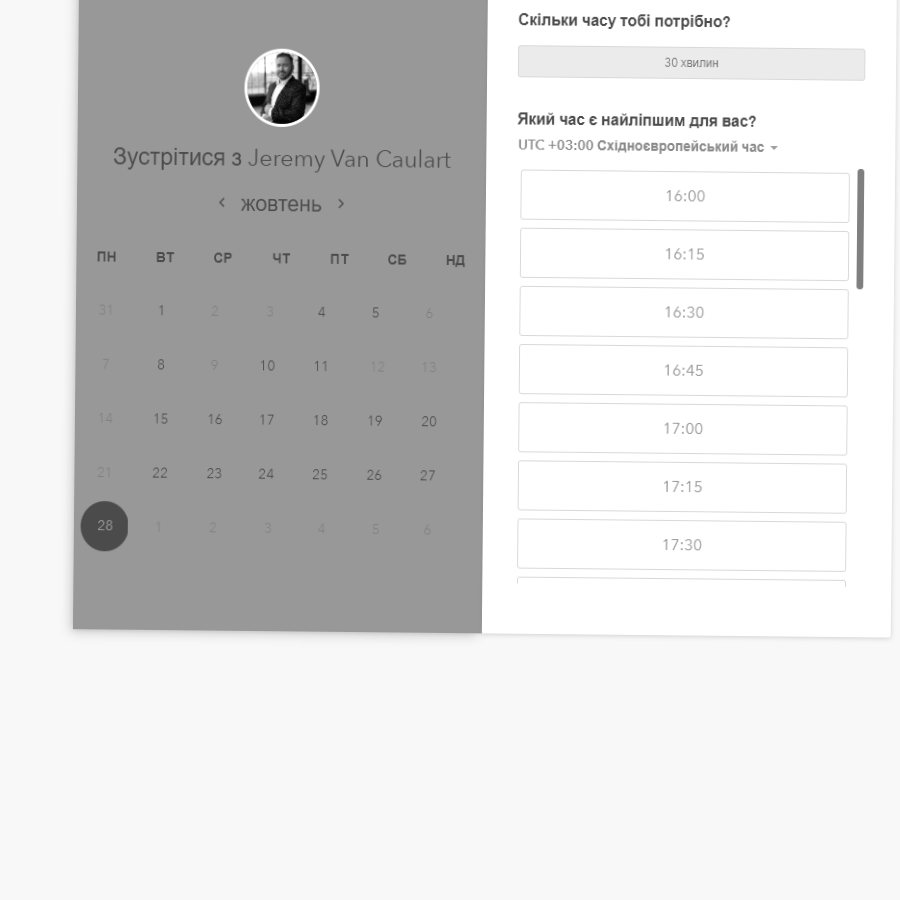 Зустрітися з Jeremy Van Caulart
жовтень
ПН ВТ СР ЧТ ПТ СБ НД
31 1 2 3 4 5 6
7 8 9 10 11 12 13
14 15 16 17 18 19 20
21 22 23 24 25 26 27
28 1 2 3 4 5 6
Скільки часу тобі потрібно?
30 хвилин
Який час є найліпшим для вас?
UTC +03:00 Східноєвропейський час
16:00
16:15
16:30
16:45
17:00
17:15
17:30